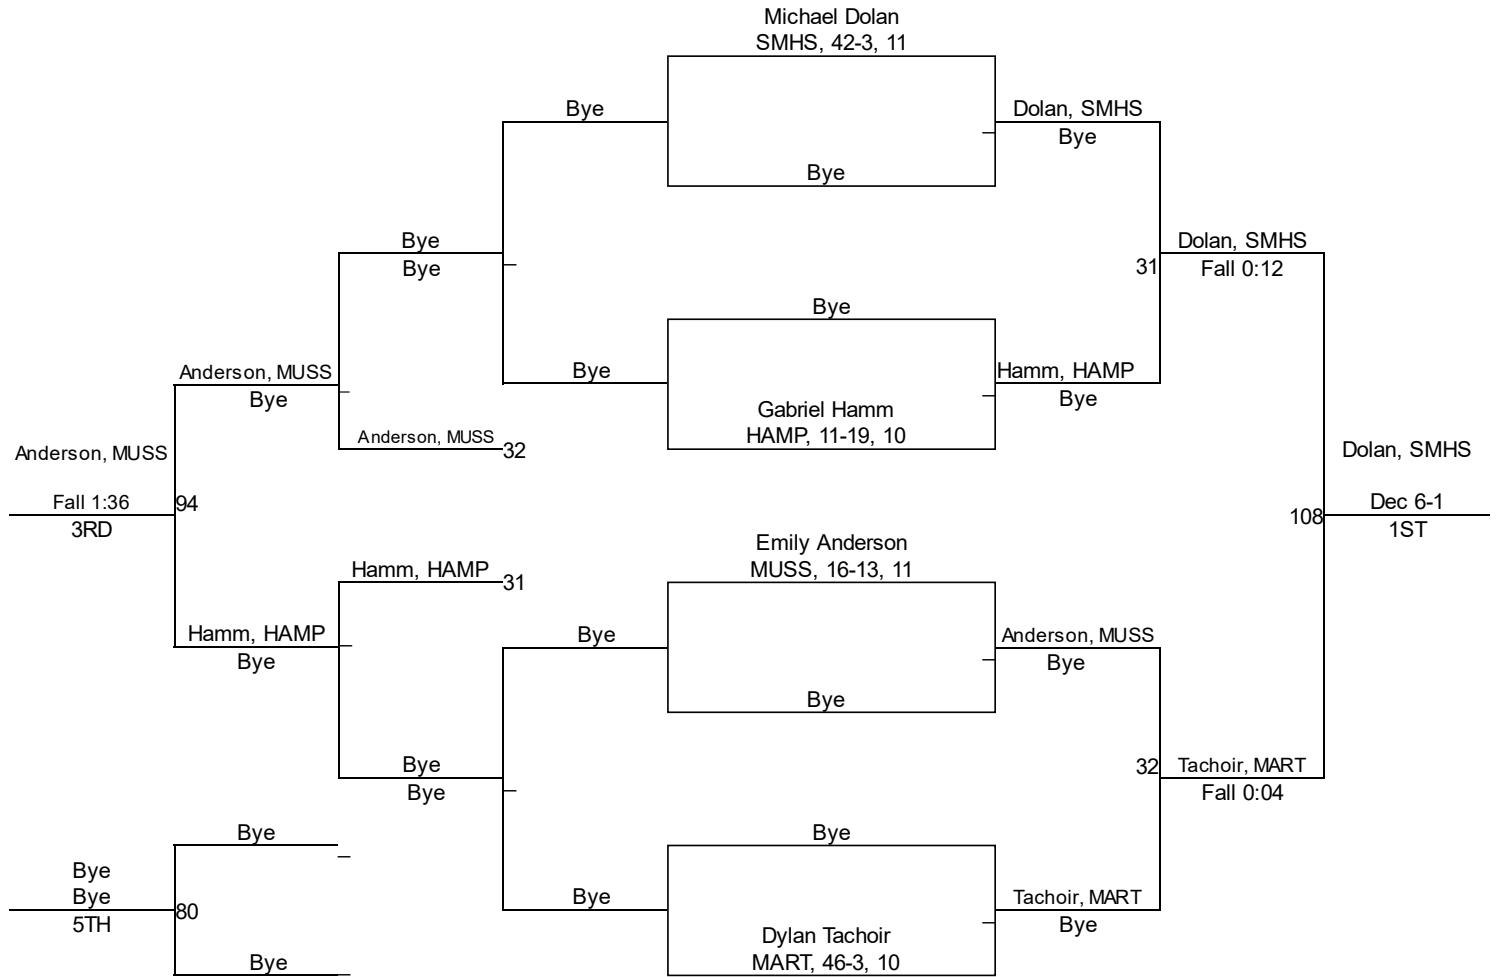 Michael Dolan
SMHS, 42-3, 11
Bye
Dolan, SMHS
Bye
Bye
Bye
Bye
Dolan, SMHS
31
Fall 0:12
Bye
Anderson, MUSS
Bye
Bye
Hamm, HAMP
Bye
Gabriel Hamm
HAMP, 11-19, 10
Anderson, MUSS
32
Anderson, MUSS
Dolan, SMHS
Fall 1:36
94
3RD
Dec 6-1
108
1ST
Emily Anderson
MUSS, 16-13, 11
Hamm, HAMP
31
Hamm, HAMP
Bye
Bye
Anderson, MUSS
Bye
Bye
Bye
Bye
32
Tachoir, MART
Fall 0:04
Bye
Bye
Bye
Bye
80
5TH
Bye
Bye
Tachoir, MART
Bye
Dylan Tachoir
MART, 46-3, 10
Bye